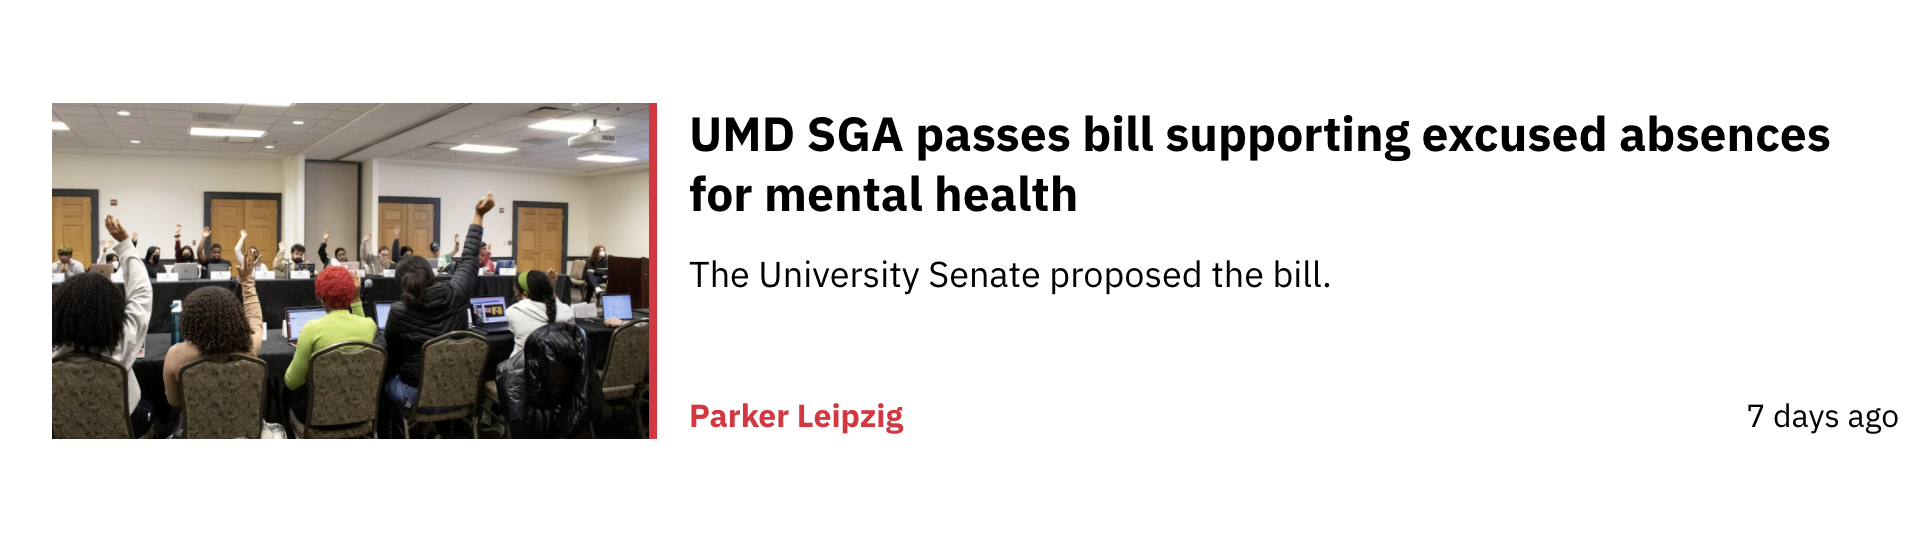 UMD SGA passes bill supporting excused absences
for mental health
The University Senate proposed the bill.
Parker Leipzig
7 days ago